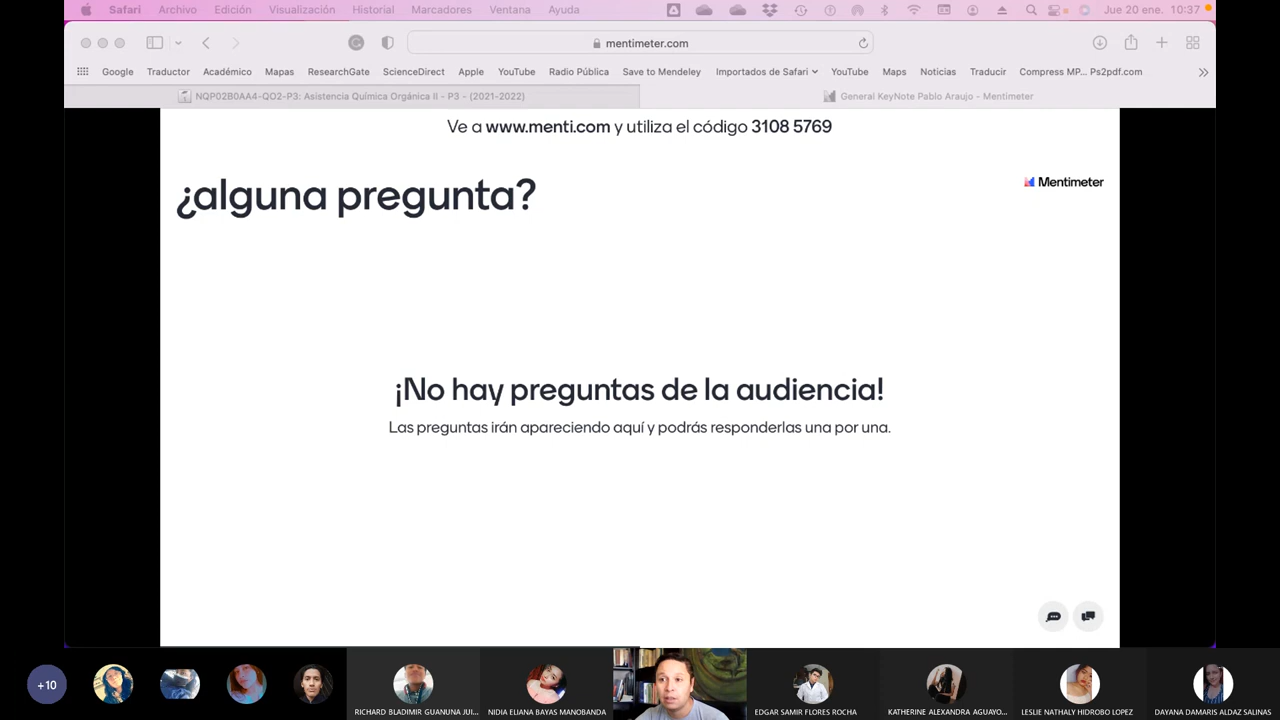 Safari Archivo Edición Visualización Historial Marcadores Ventana Ayuda Jue 20 ene. 10:37
mentimeter.com
Google Traductor Académico Mapas ResearchGate ScienceDirect Apple YouTube Radio Pública Save to Mendeley Importados de Safari YouTube Maps Noticias Traducir Compress MP... Ps2pdf.com
NQP02B0AA4-QO2-P3: Asistencia Química Orgánica II - P3 - (2021-2022) General KeyNote Pablo Araujo - Mentimeter
Ve a www.menti.com y utiliza el código 3108 5769
¿alguna pregunta?
Mentimeter
¡No hay preguntas de la audiencia!
Las preguntas irán apareciendo aquí y podrás responderlas una por una.
+10
RICHARD BLADIMIR GUANUNA JUI... NIDIA ELIANA BAYAS MANOBANDA EDGAR SAMIR FLORES ROCHA KATHERINE ALEXANDRA AGUAYO... LESLIE NATHALY HIDROBO LOPEZ DAYANA DAMARIS ALDAZ SALINAS